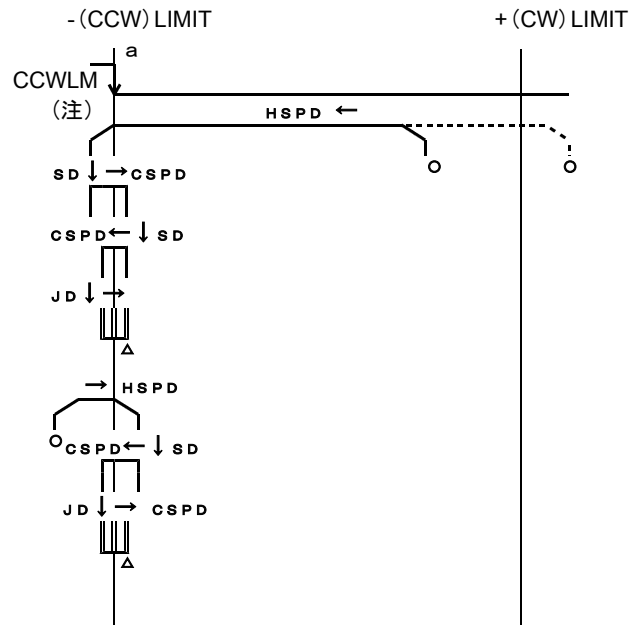 -(CCW)LIMIT
+(CW)LIMIT
a
CCWLM
(注)
HSPD ←
SD ↓ →CSPD
CSPD← ↓ SD
JD ↓ →
→ HSPD
CSPD← ↓ SD
JD ↓ → CSPD